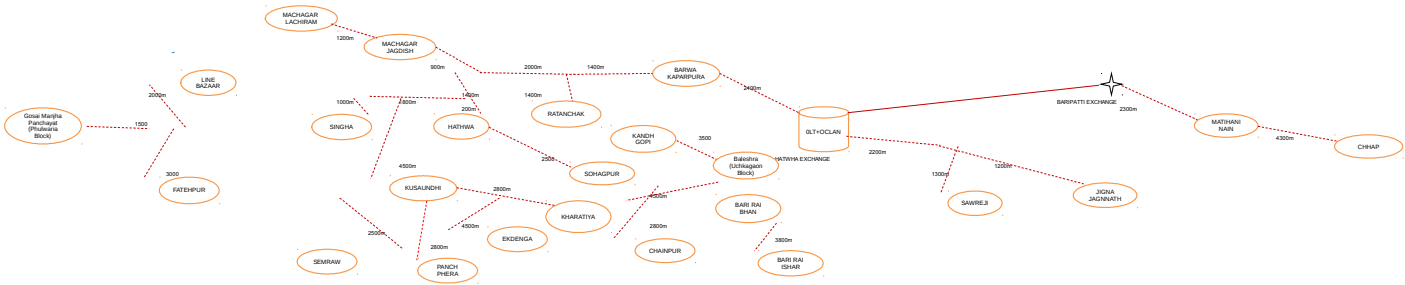 MACHAGAR
LACHIRAM
1200m
MACHAGAR
JAGDISH
900m
2000m
1400m
BARWA
KAPARPURA
2400m
LINE
BAZAAR
2000m
Gosai Manjha
Panchayat
(Phulwaria
Block)
1500
3000
FATEHPUR
1000m
1800m
1400m
200m
1400m
SINGHA
HATHWA
RATANCHAK
2500
KANDH
GOPI
3500
0LT+OCLAN
HATWHA EXCHANGE
BARIPATTI EXCHANGE
2300m
MATIHANI
NAIN
4300m
CHHAP
2200m
1300m
1200m
SAWREJI
JIGNA
JAGNNATH
4500m
KUSAUNDHI
2800m
SOHAGPUR
Baleshra
(Uchkagaon
Block)
4500m
KHARATIYA
BARI RAI
BHAN
2500m
4500m
2800m
EKDENGA
2800m
CHAINPUR
3800m
SEMRAW
PANCH
PHERA
BARI RAI
ISHAR